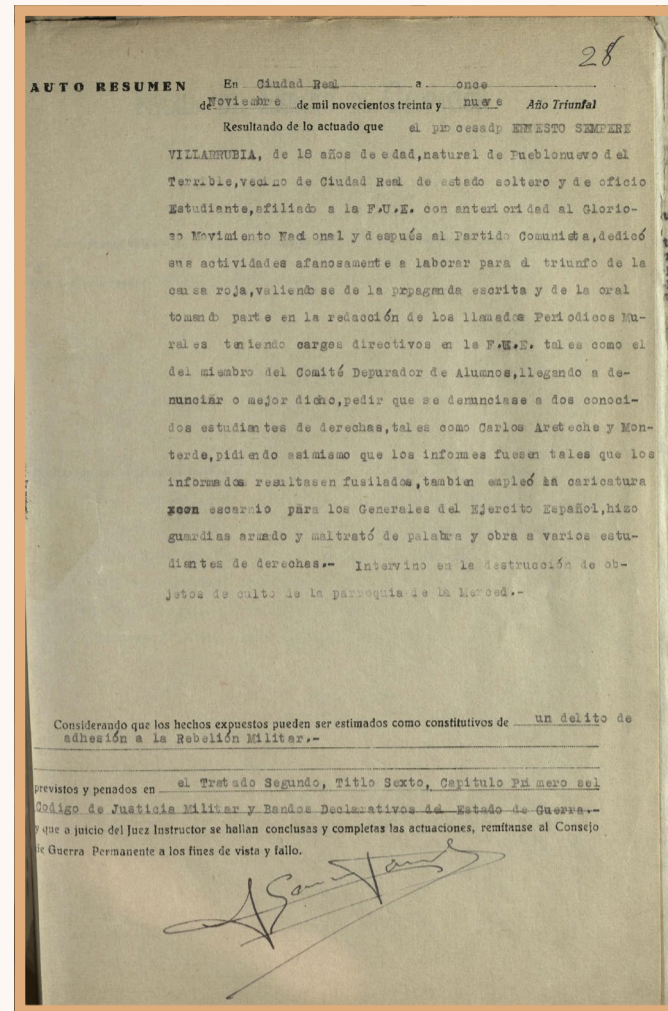 28
AUTO RESUMEN En Ciudad Real a once
de Noviembre de mil novecientos treinta y nueve Año Triunfal
Resultando de lo actuado que el procesadp ERNESTO SEMPERE
VILLARRUBIA, de 18 años de edad,natural de Pueblonuevo del
Terrible,vecino de Ciudad Real de estado soltero y de oficio
Estudiante,afiliado a la F.U.E. con anterioridad al Glorio-
so Movimiento Nacional y después al Partido Comunista,dedicó
sus actividades afanosamente a laborar para el triunfo de la
causa roja,valiendose de la propaganda escrita y de la oral
tomando parte en la redacción de los llamados Periodicos Mu-
rales teniendo cargos directivos en la F.U.E. tales como el
del miembro del Comité Depurador de Alumnos,llegando a de-
nunciar o mejor dicho,pedir que se denunciase a dos conoci-
dos estudiantes de derechas,tales como Carlos Areteche y Mon-
terde,pidiendo asimismo que los informes fuesen tales que los
informados resultasen fusilados,tambien empleó la caricatura
xcon escarnio para los Generales del Ejercito Español,hizo
guardias armado y maltrató de palabra y obra a varios estu-
diantes de derechas.- Intervino en la destrucción de ob-
jetos de culto de la parroquia de la Merced.-
Considerando que los hechos expuestos pueden ser estimados como constitutivos de un delito de
adhesión a la Rebelión Militar.-
previstos y penados en el Tratado Segundo, Titlo Sexto, Capitulo Primero sel
Codigo de Justicia Militar y Bandos Declarativos del Estado de Guerra.-
y que a juicio del Juez Instructor se hallan conclusas y completas las actuaciones, remítanse al Consejo
de Guerra Permanente a los fines de vista y fallo.